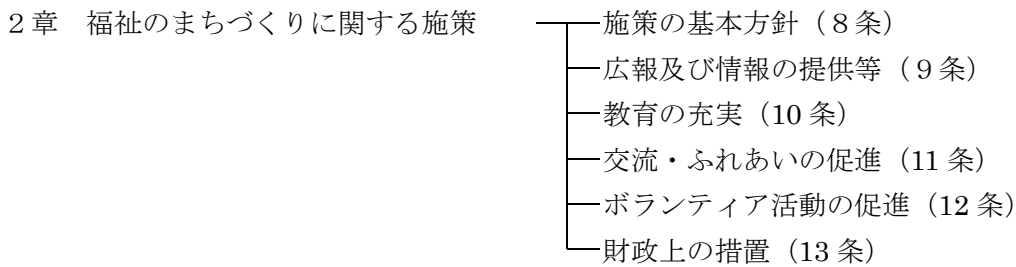 ２章　福祉のまちづくりに関する施策　施策の基本方針（８条）
広報及び情報の提供等（９条）
教育の充実（10 条）
交流・ふれあいの促進（11 条）
ボランティア活動の促進（12 条）
財政上の措置（13 条）